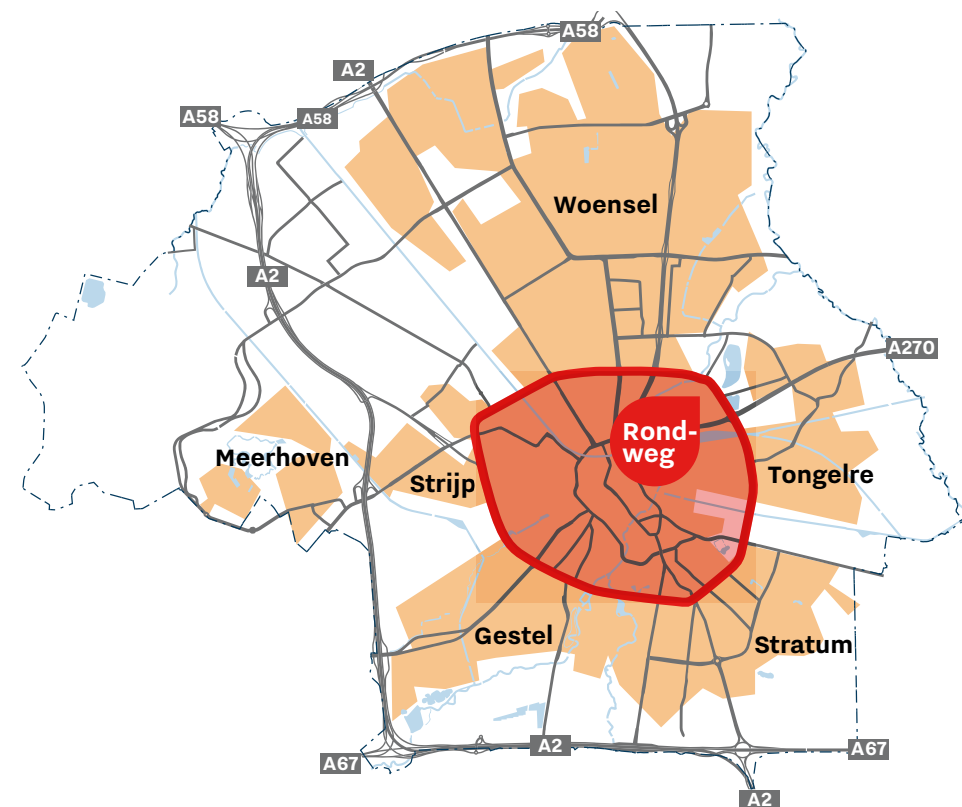 A58
A2
A58
A58
Woensel
A2
A270
Rond-
weg
Meerhoven
Strijp
Tongelre
Gestel
Stratum
A67
A2
A67
A2